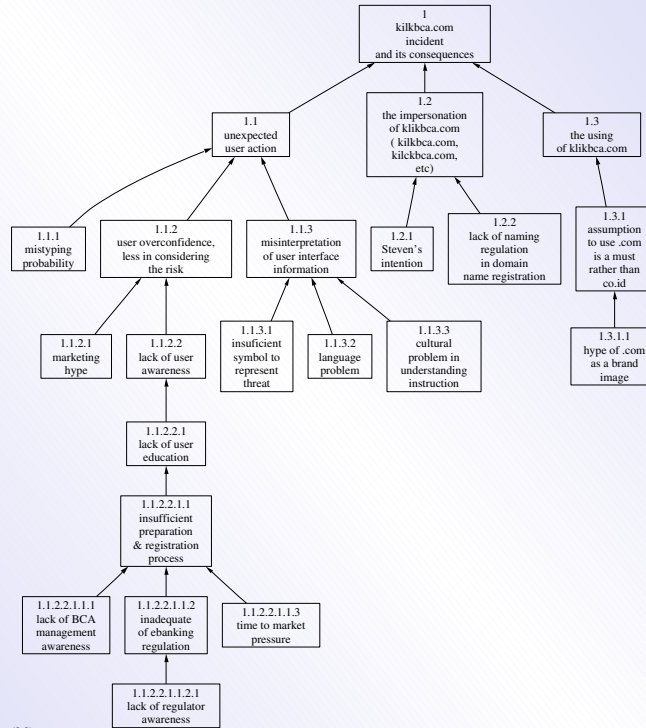 1
kilkbca.com
incident
and its consequences
1.1
unexpected
user action
1.2
the impersonation
of klikbca.com
( kilkbca.com,
kilckbca.com,
etc)
1.3
the using
of klikbca.com
1.1.1
mistyping
probability
1.1.2
user overconfidence,
less in considering
the risk
1.1.3
misinterpretation
of user interface
information
1.2.1
Steven's
intention
1.2.2
lack of naming
regulation
in domain
name registration
1.3.1
assumption
to use .com
is a must
rather than
co.id
1.1.2.1
marketing
hype
1.1.2.2
lack of user
awareness
1.1.3.1
insuficient
symbol to
represent
threat
1.1.3.2
language
problem
1.1.3.3
cultural
problem in
understanding
instruction
1.3.1.1
hype of .com
as a brand
image
1.1.2.2.1
lack of user
education
1.1.2.2.1.1
insufficient
preparation
& registration
process
1.1.2.2.1.1.1
lack of BCA
management
awareness
1.1.2.2.1.1.2
inadequate
of ebanking
regulation
1.1.2.2.1.1.3
time to market
pressure
1.1.2.2.1.1.2.1
lack of regulator
awareness